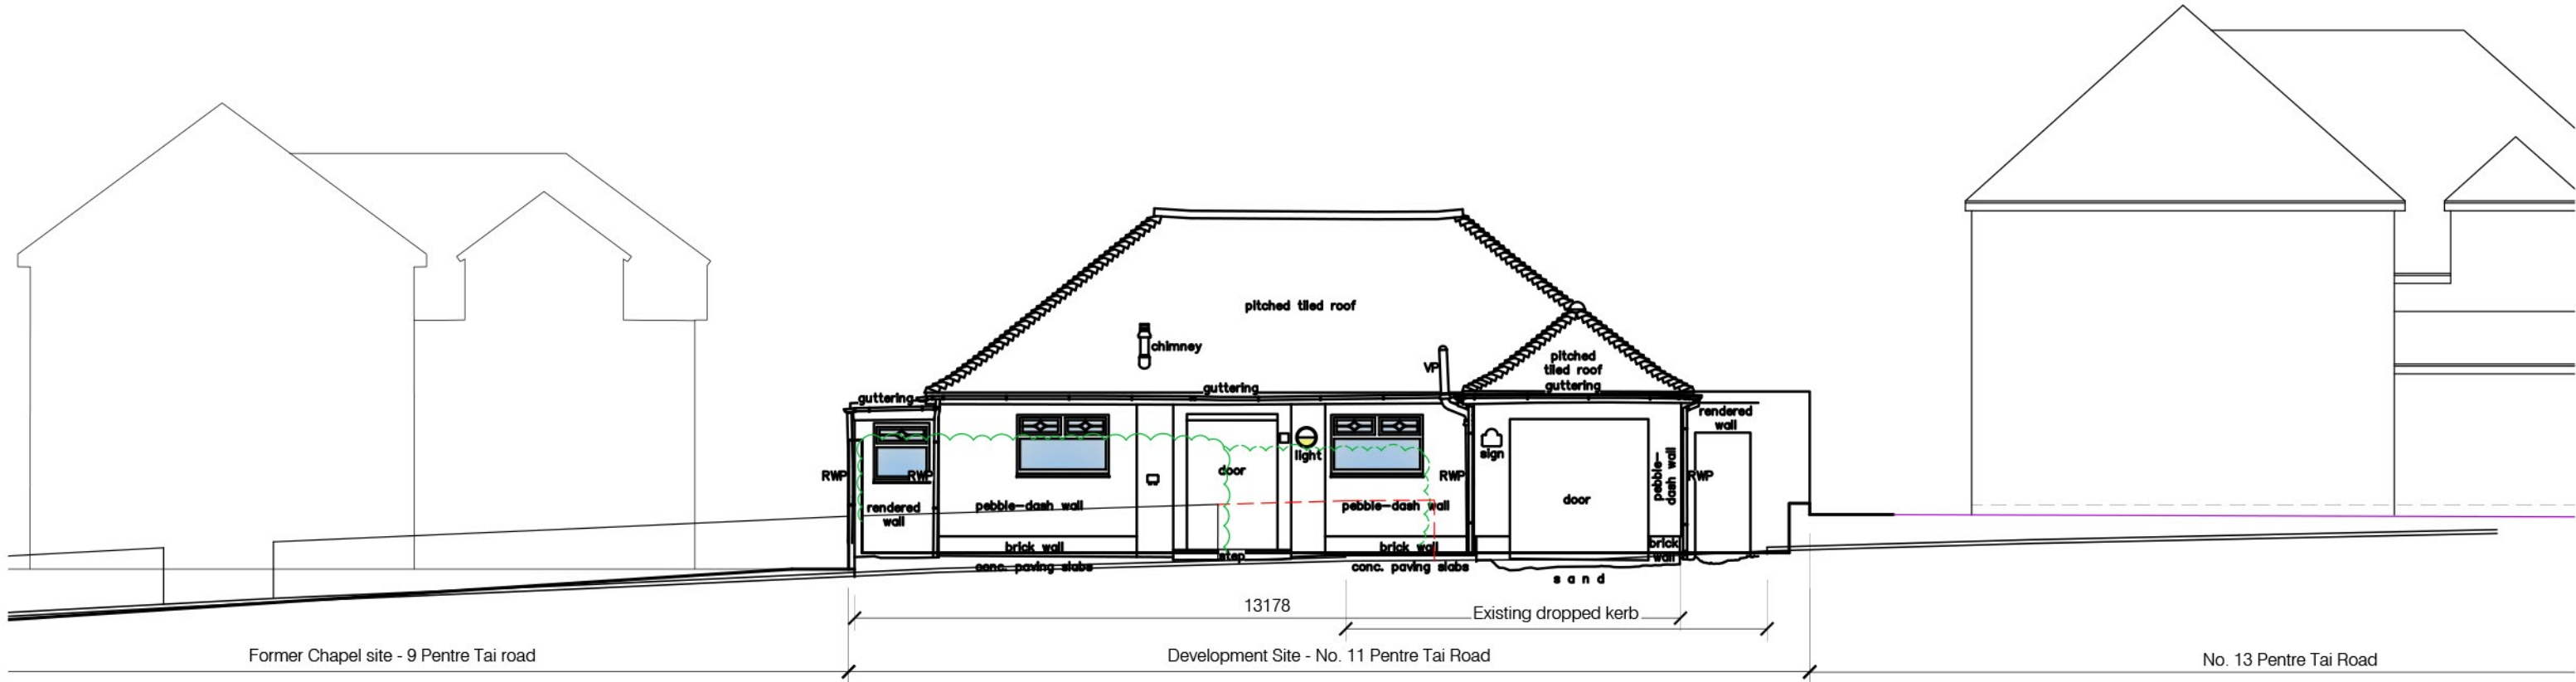 pitched tiled roof
chimney
VP
pitched
tiled roof
guttering
guttering
guttering
rendered
wall
sign
light
door
RWP
RWP
RWP
RWP
door
pebble-
dash wall
pebble-dash wall
pebble-dash wall
rendered
wall
brick wall
brick wall
brick
wall
step
conc. paving slabs
conc. paving slabs
sand
13178
Existing dropped kerb
Former Chapel site - 9 Pentre Tai road
Development Site - No. 11 Pentre Tai Road
No. 13 Pentre Tai Road